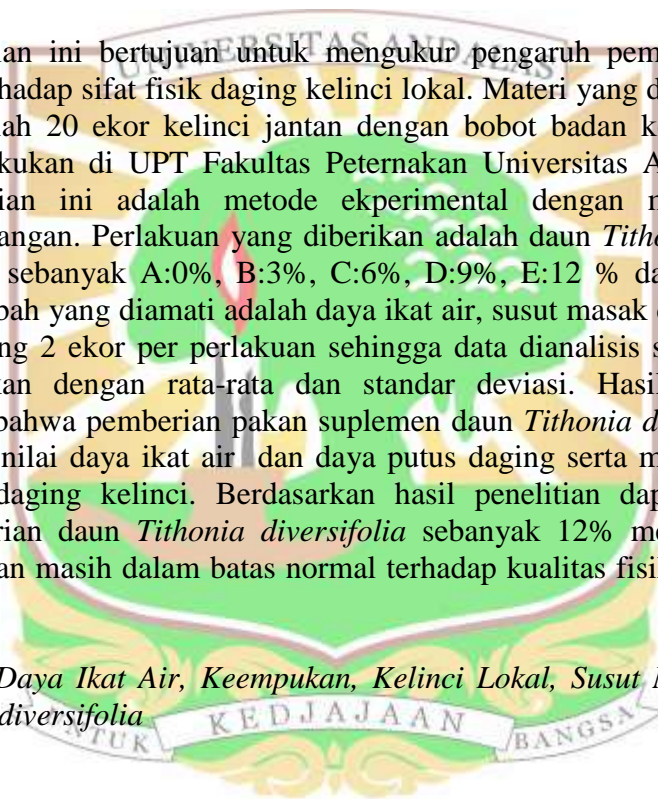 UNIVERSITAS ANDALAS
an ini bertujuan untuk mengukur pengaruh pem
hadap sifat fisik daging kelinci lokal. Materi yang d
ah 20 ekor kelinci jantan dengan bobot badan k
kukan di UPT Fakultas Peternakan Universitas A
ian ini adalah metode ekperimental dengan
angan. Perlakuan yang diberikan adalah daun Titho
sebanyak A:0%, B:3%, C:6%, D:9%, E:12 % da
bah yang diamati adalah daya ikat air, susut masak
ng 2 ekor per perlakuan sehingga data dianalisis s
kan dengan rata-rata dan standar deviasi. Hasil
bahwa pemberian pakan suplemen daun Tithonia d
nilai daya ikat air dan daya putus daging serta m
daging kelinci. Berdasarkan hasil penelitian dap
rian daun Tithonia diversifolia sebanyak 12% me
an masih dalam batas normal terhadap kualitas fisi
Daya Ikat Air, Keempukan, Kelinci Lokal, Susut
diversifolia
UNTUK KEDJAJAAN BANGSA